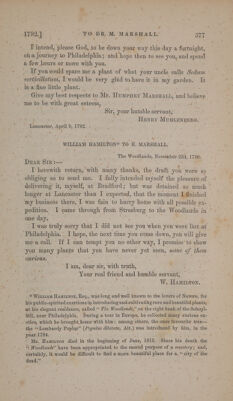 1792.] TO DR. M. MARSHALL. 577
I intend, please God, to be down your way this day a fortnight,
on a journey to Philadelphia; and hope then to see you, and spend
a few hours or more with you.
If you would spare me a plant of what your uncle calls Sedum
verticillatum, I would be very glad to have it in my garden. It
is a fine little plant.
Give my best respects to Mr. HUMPHRY MARSHALL, and believe
me to be with great esteem,
Sir, your humble servant,
HENRY MUHLENBERG.
Lancaster, April 9, 1792.
WILLIAM HAMILTON* TO H. MARSHALL.
The Woodlands, November 23d, 1796.
DEAR SIR:—
I herewith return, with many thanks, the draft you were so
obliging as to send me. I fully intended myself the pleasure of
delivering it, myself, at Bradford; but was detained so much
longer at Lancaster than I expected, that the moment I finished
my business there, I was fain to hurry home with all possible ex-
pedition. I came through from Strasburg to the Woodlands in
one day.
I was truly sorry that I did not see you when you were last at
Philadelphia. I hope, the next time you come down, you will give
me a call. If I can tempt you no other way, I promise to show
you many plants that you have never yet seen, some of them
curious.
I am, dear sir, with truth,
Your real friend and humble servant,
W. HAMILTON.
* WILLIAM HAMILTON, Esq., was long and well known to the lovers of Nature, for
his public-spirited exertions in introducing and cultivating rare and beautiful plants,
at his elegant residence, called "The Woodlands," on the right bank of the Schuyl-
kill, near Philadelphia. During a tour in Europe, he collected many curious ex-
otics, which he brought home with him: among others, the once favourite tree—
the "Lombardy Poplar" (Populus dilatata, Ait.) was introduced by him, in the
year 1784.
Mr. HAMILTON died in the beginning of June, 1813. Since his death the
"Woodlands" have been appropriated to the morbid purpose of a cemetery; and,
certainly, it would be difficult to find a more beautiful place for a "city of the
dead."